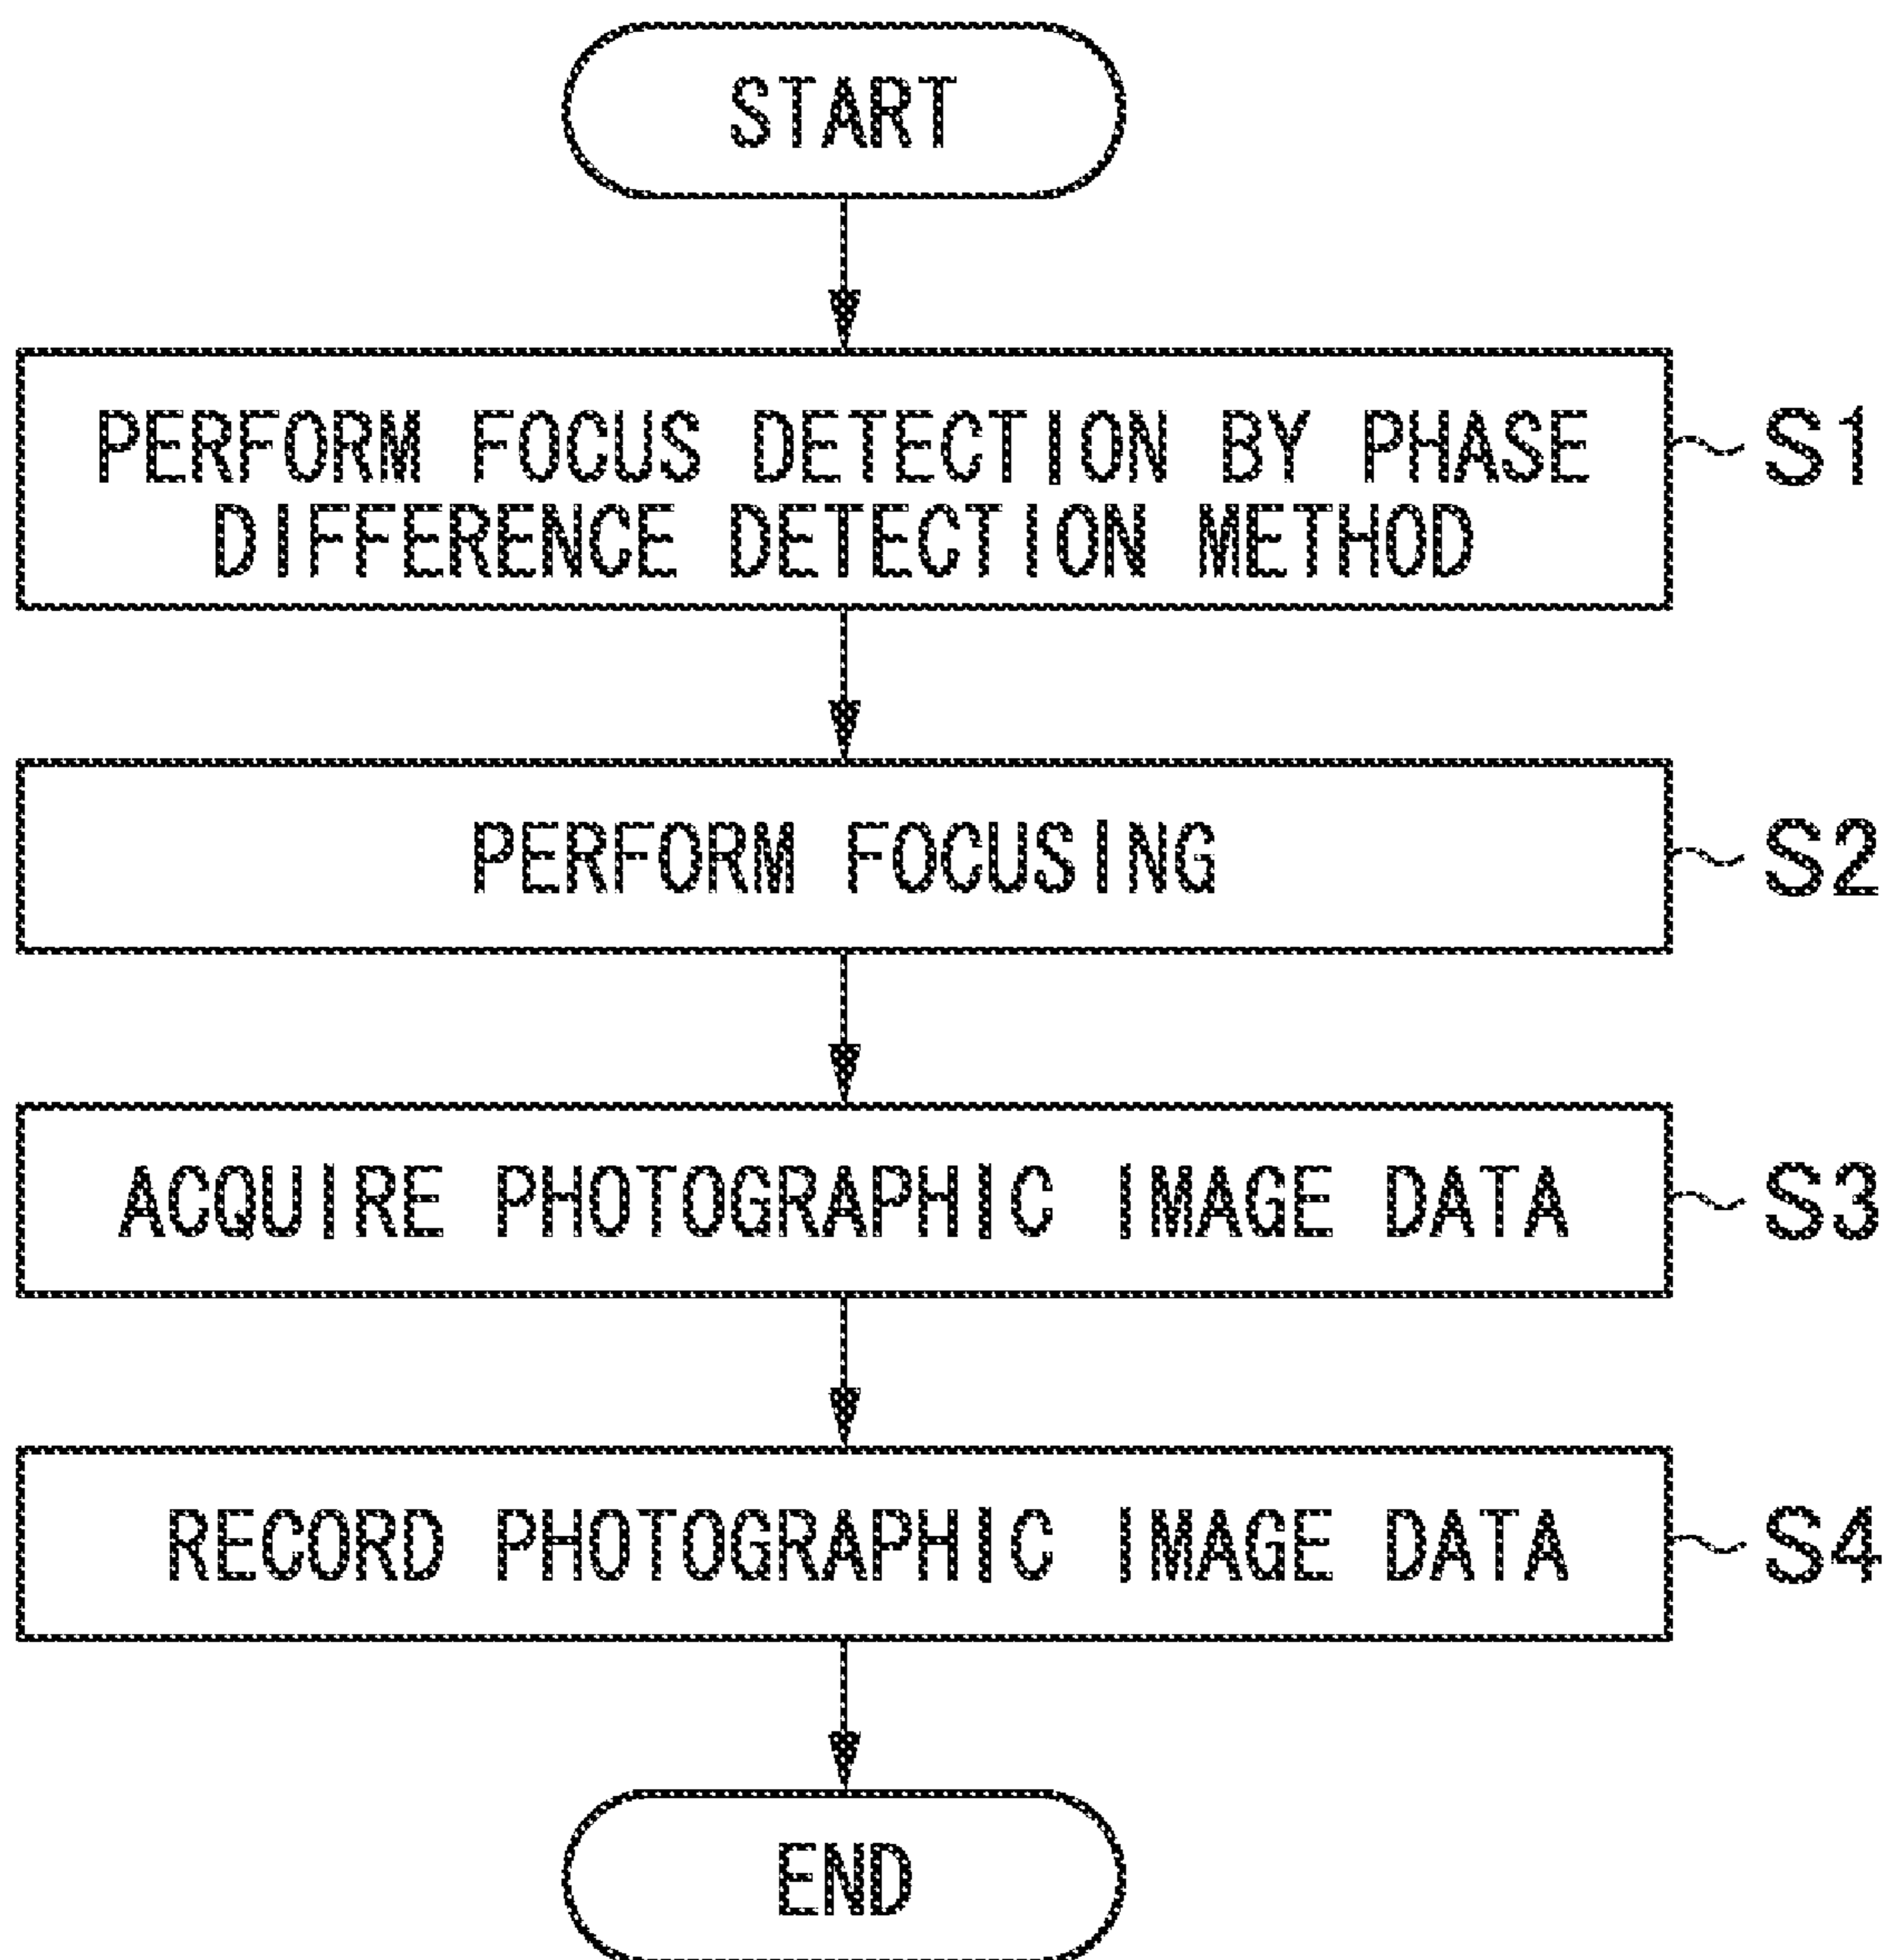 START
PERFORM FOCUS DETECTION BY PHASE
DIFFERENCE DETECTION METHOD
S1
PERFORM FOCUSING
S2
ACQUIRE PHOTOGRAPHIC IMAGE DATA
S3
RECORD PHOTOGRAPHIC IMAGE DATA
S4
END